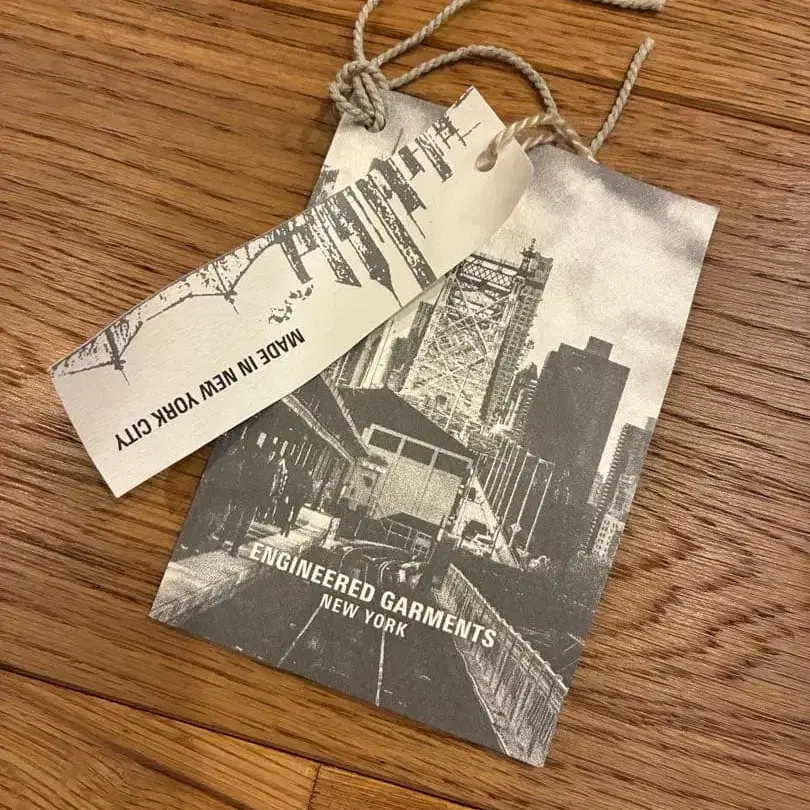 MADE IN NEW YORK CITY
ENGINEERED GARMENTS
NEW YORK